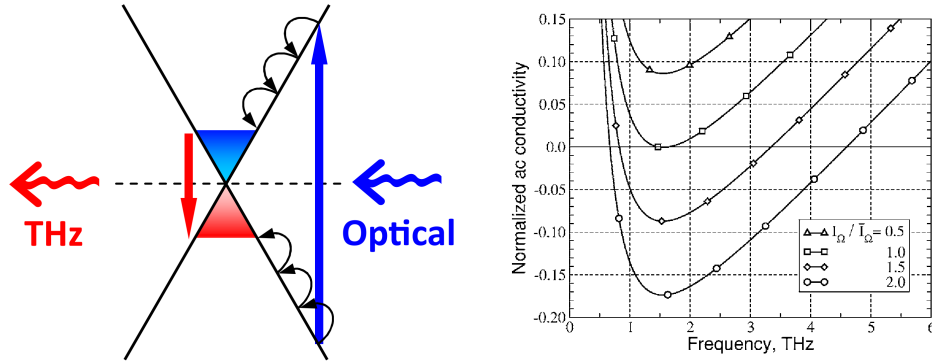 THz
Optical
Normalized ac conductivity
0.15
0.10
0.05
0.0
-0.05
-0.10
-0.15
-0.20
I_Ω / Ī_Ω = 0.5
1.0
1.5
2.0
0 1 2 3 4 5 6
Frequency, THz